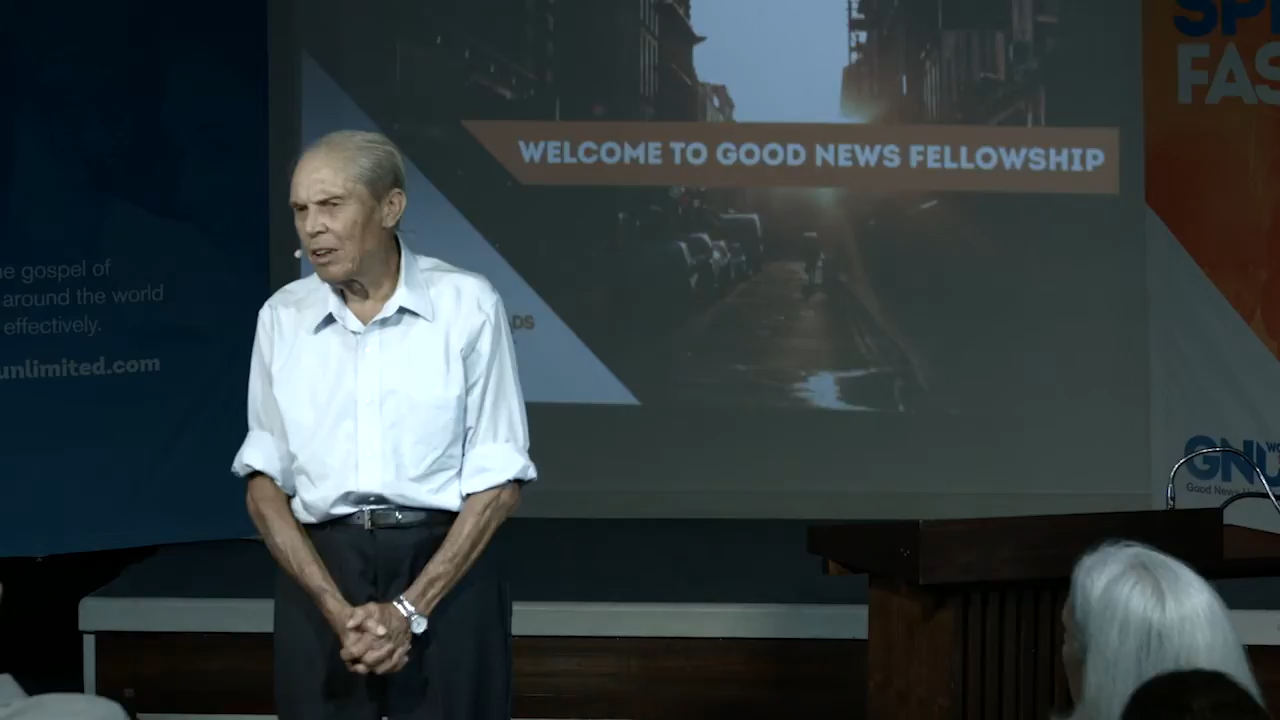 gospel of
around the world
effectively.
unlimited.com
WELCOME TO GOOD NEWS FELLOWSHIP
DS
SP
FAS
GNU
Good News